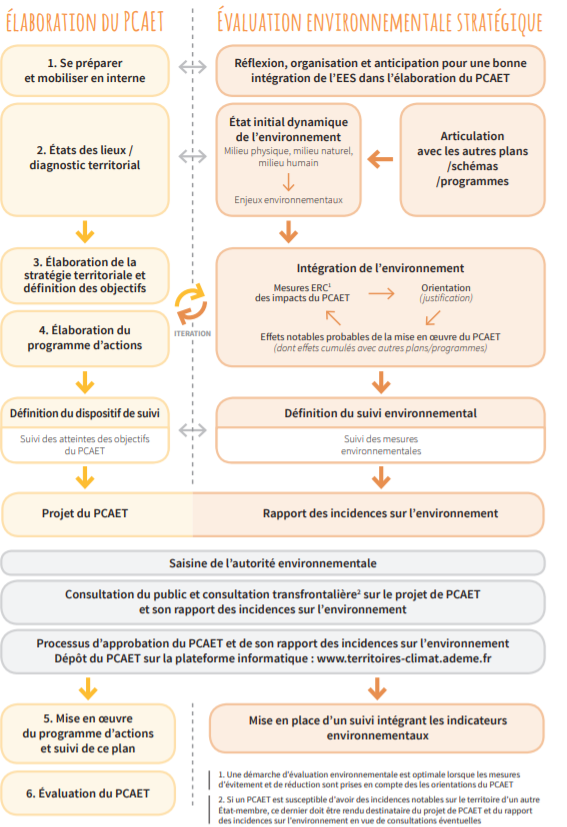 ÉLABORATION DU PCAET
ÉVALUATION ENVIRONNEMENTALE STRATÉGIQUE
1. Se préparer
et mobiliser en interne
Réflexion, organisation et anticipation pour une bonne
intégration de l'EES dans l'élaboration du PCAET
2. États des lieux /
diagnostic territorial
État initial dynamique
de l'environnement
Milieu physique, milieu naturel,
milieu humain
Enjeux environnementaux
Articulation
avec les autres plans
/schémas
/programmes
3. Élaboration de la
stratégie territoriale et
définition des objectifs
4. Élaboration du
programme d'actions
ITERATION
Intégration de l'environnement
Mesures ERC¹
des impacts du PCAET
Orientation
(justification)
Effets notables probables de la mise en œuvre du PCAET
(dont effets cumulés avec autres plans/programmes)
Définition du dispositif de suivi
Suivi des atteintes des objectifs
du PCAET
Définition du suivi environnemental
Suivi des mesures
environnementales
Projet du PCAET
Rapport des incidences sur l'environnement
Saisine de l'autorité environnementale
Consultation du public et consultation transfrontalière² sur le projet de PCAET
et son rapport des incidences sur l'environnement
Processus d'approbation du PCAET et de son rapport des incidences sur l'environnement
Dépôt du PCAET sur la plateforme informatique : www.territoires-climat.ademe.fr
5. Mise en œuvre
du programme d'actions
et suivi de ce plan
Mise en place d'un suivi intégrant les indicateurs
environnementaux
6. Évaluation du PCAET
1. Une démarche d'évaluation environnementale est optimale lorsque les mesures
d'évitement et de réduction sont prises en compte des les orientations du PCAET
2. Si un PCAET est susceptible d'avoir des incidences notables sur le territoire d'un autre
État-membre, ce dernier doit être rendu destinataire du projet de PCAET et du rapport
des incidences sur l'environnement en vue de consultations éventuelles